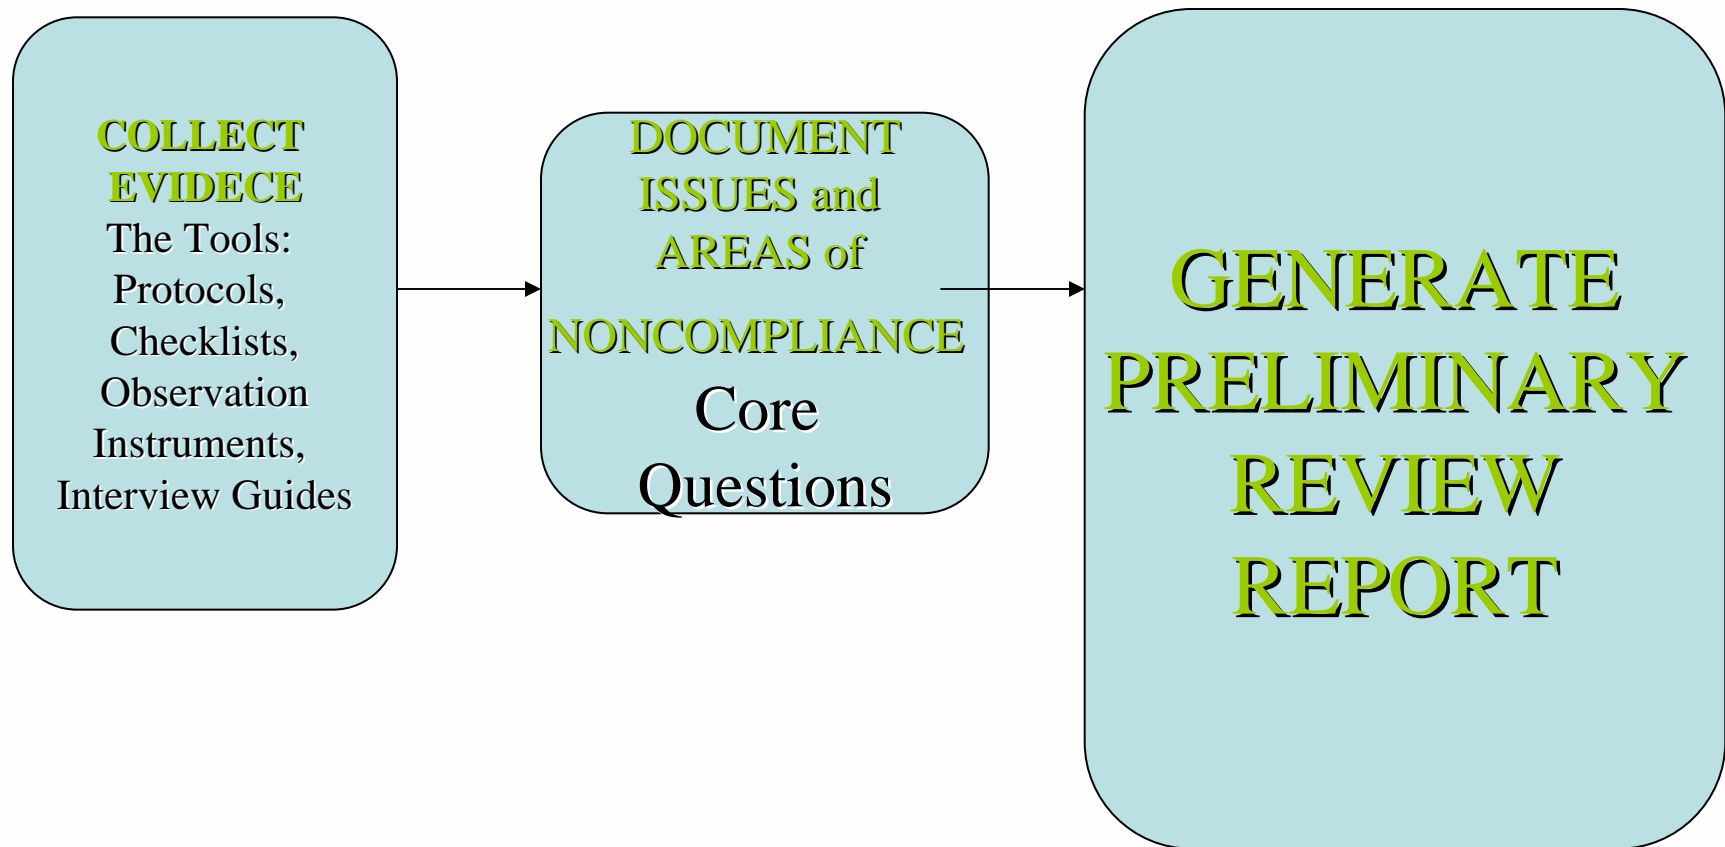 COLLECT
EVIDECE
The Tools:
Protocols,
Checklists,
Observation
Instruments,
Interview Guides
DOCUMENT
ISSUES and
AREAS of
NONCOMPLIANCE
Core
Questions
GENERATE
PRELIMINARY
REVIEW
REPORT